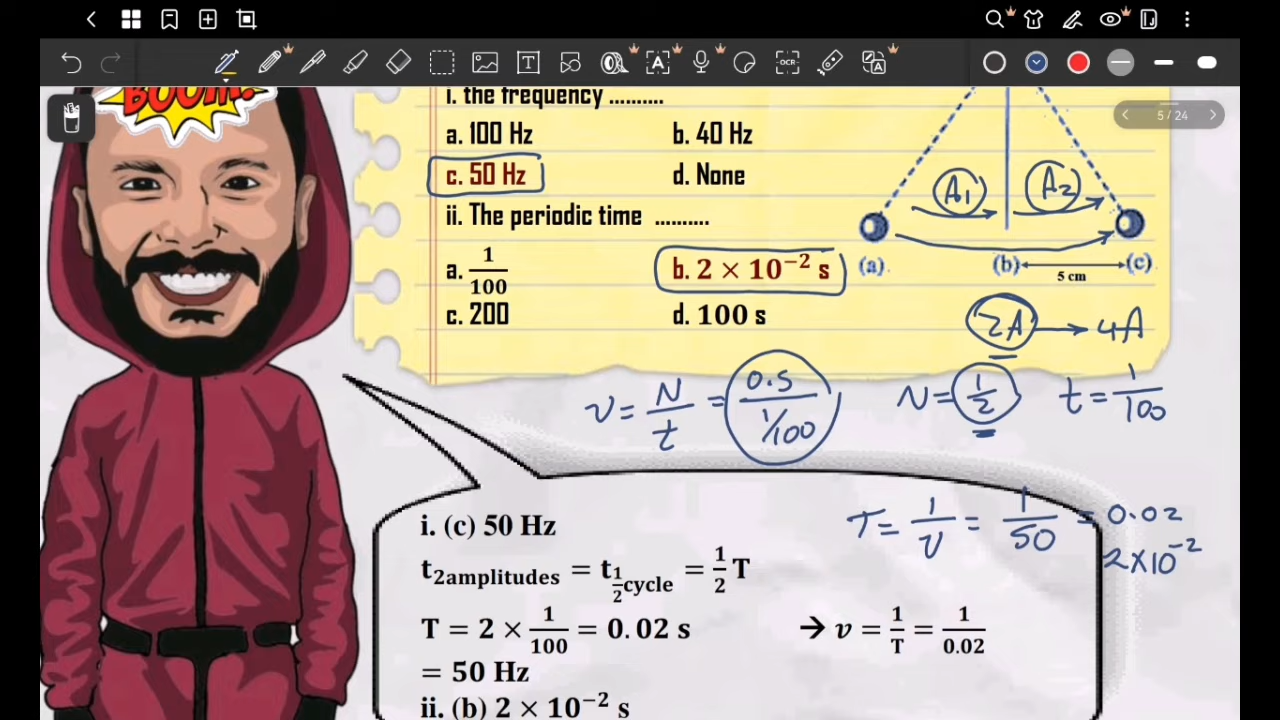 5 / 24
OCR
BOOM!
i. the frequency ..........
a. 100 Hz b. 40 Hz
c. 50 Hz d. None
ii. The periodic time ..........
a. 1/100 b. 2 × 10⁻² s
c. 200 d. 100 s
A₁ A₂
(a) (b) (c)
5 cm
2A → 4A
ν = N/t = 0.5/(1/100) N = 1/2 t = 1/100
T = 1/ν = 1/50 = 0.02
2×10⁻²
i. (c) 50 Hz
t2amplitudes = t½cycle = 1/2 T
T = 2 × 1/100 = 0.02 s → ν = 1/T = 1/0.02
= 50 Hz
ii. (b) 2 × 10⁻² s